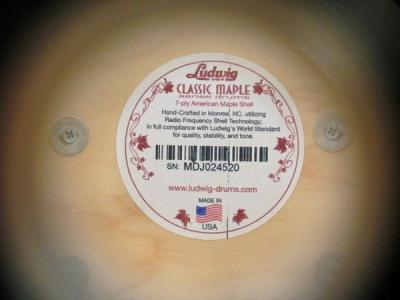 Ludwig
USA
CLASSIC MAPLE
series drums
7-ply American Maple Shell
Hand-Crafted in Monroe, NC. utilizing
Radio Frequency Shell Technology;
in full compliance with Ludwig's World Standard
for quality, stability, and tone.
SN: MDJ024520
www.ludwig-drums.com
MADE IN
USA